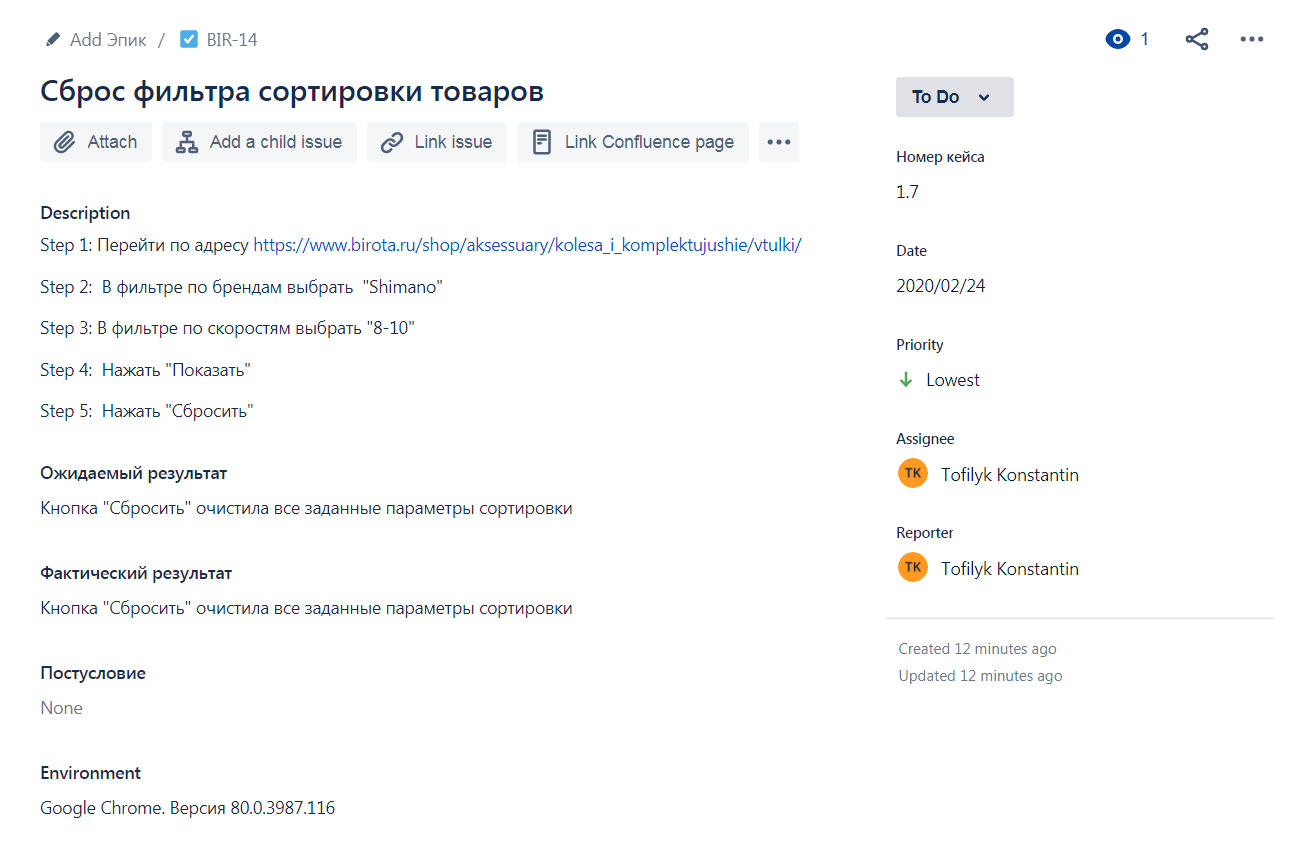 Add Эпик / BIR-14
1
Сброс фильтра сортировки товаров
Attach
Add a child issue
Link issue
Link Confluence page
Description
Step 1: Перейти по адресу https://www.birota.ru/shop/aksessuary/kolesa_i_komplektujushie/vtulki/
Step 2:  В фильтре по брендам выбрать  "Shimano"
Step 3: В фильтре по скоростям выбрать "8-10"
Step 4:  Нажать "Показать"
Step 5:  Нажать "Сбросить"
Ожидаемый результат
Кнопка "Сбросить" очистила все заданные параметры сортировки
Фактический результат
Кнопка "Сбросить" очистила все заданные параметры сортировки
Постусловие
None
Environment
Google Chrome. Версия 80.0.3987.116
To Do
Номер кейса
1.7
Date
2020/02/24
Priority
Lowest
Assignee
TK Tofilyk Konstantin
Reporter
TK Tofilyk Konstantin
Created 12 minutes ago
Updated 12 minutes ago